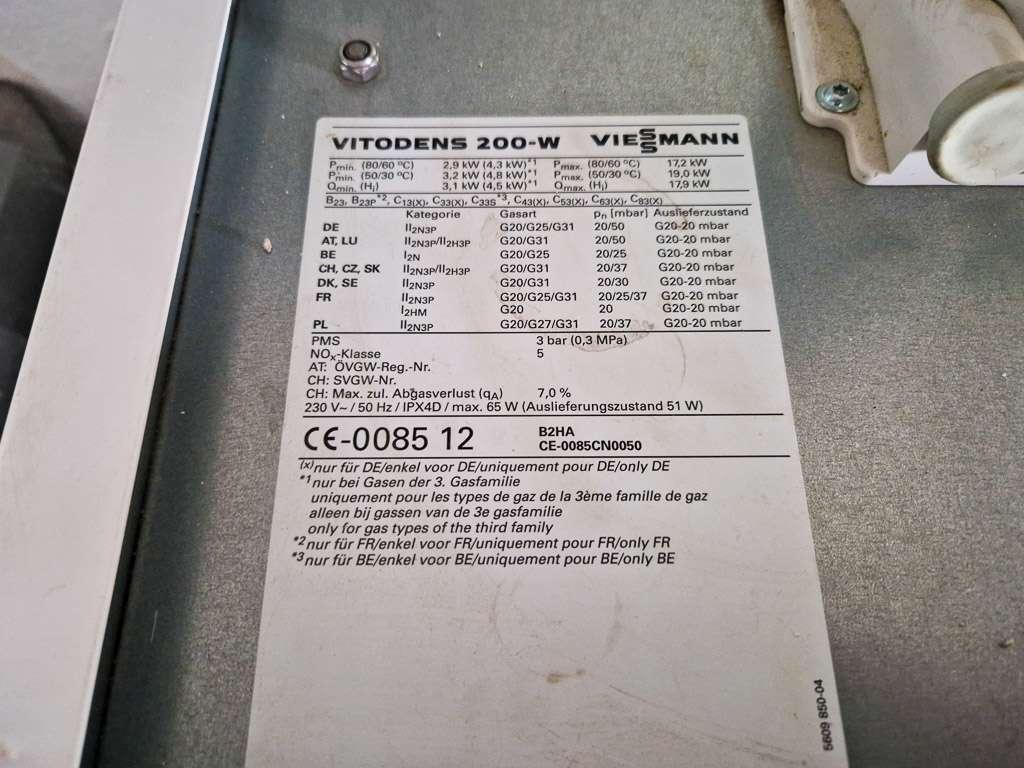 VITODENS 200-W VIESSMANN
Pmin. (80/60 °C) 2,9 kW (4,3 kW)*1 Pmax. (80/60 °C) 17,2 kW
Pmin. (50/30 °C) 3,2 kW (4,8 kW)*1 Pmax. (50/30 °C) 19,0 kW
Qmin. (Hi) 3,1 kW (4,5 kW)*1 Qmax. (Hi) 17,9 kW
B23, B23P*2, C13(X), C33(X), C33S*3, C43(X), C53(X), C63(X), C83(X)
Kategorie Gasart pn [mbar] Auslieferzustand
DE II2N3P G20/G25/G31 20/50 G20-20 mbar
AT, LU II2N3P/II2H3P G20/G31 20/50 G20-20 mbar
BE I2N G20/G25 20/25 G20-20 mbar
CH, CZ, SK II2N3P/II2H3P G20/G31 20/37 G20-20 mbar
DK, SE II2N3P G20/G31 20/30 G20-20 mbar
FR II2N3P G20/G25/G31 20/25/37 G20-20 mbar
I2HM G20 20 G20-20 mbar
PL II2N3P G20/G27/G31 20/37 G20-20 mbar
PMS 3 bar (0,3 MPa)
NOx-Klasse 5
AT: ÖVGW-Reg.-Nr.
CH: SVGW-Nr.
CH: Max. zul. Abgasverlust (qA) 7,0 %
230 V~ / 50 Hz / IPX4D / max. 65 W (Auslieferungszustand 51 W)
CE-0085 12 B2HA
CE-0085CN0050
(x)nur für DE/enkel voor DE/uniquement pour DE/only DE
*1nur bei Gasen der 3. Gasfamilie
uniquement pour les types de gaz de la 3ème famille de gaz
alleen bij gassen van de 3e gasfamilie
only for gas types of the third family
*2nur für FR/enkel voor FR/uniquement pour FR/only FR
*3nur für BE/enkel voor BE/uniquement pour BE/only BE
5609 850-04